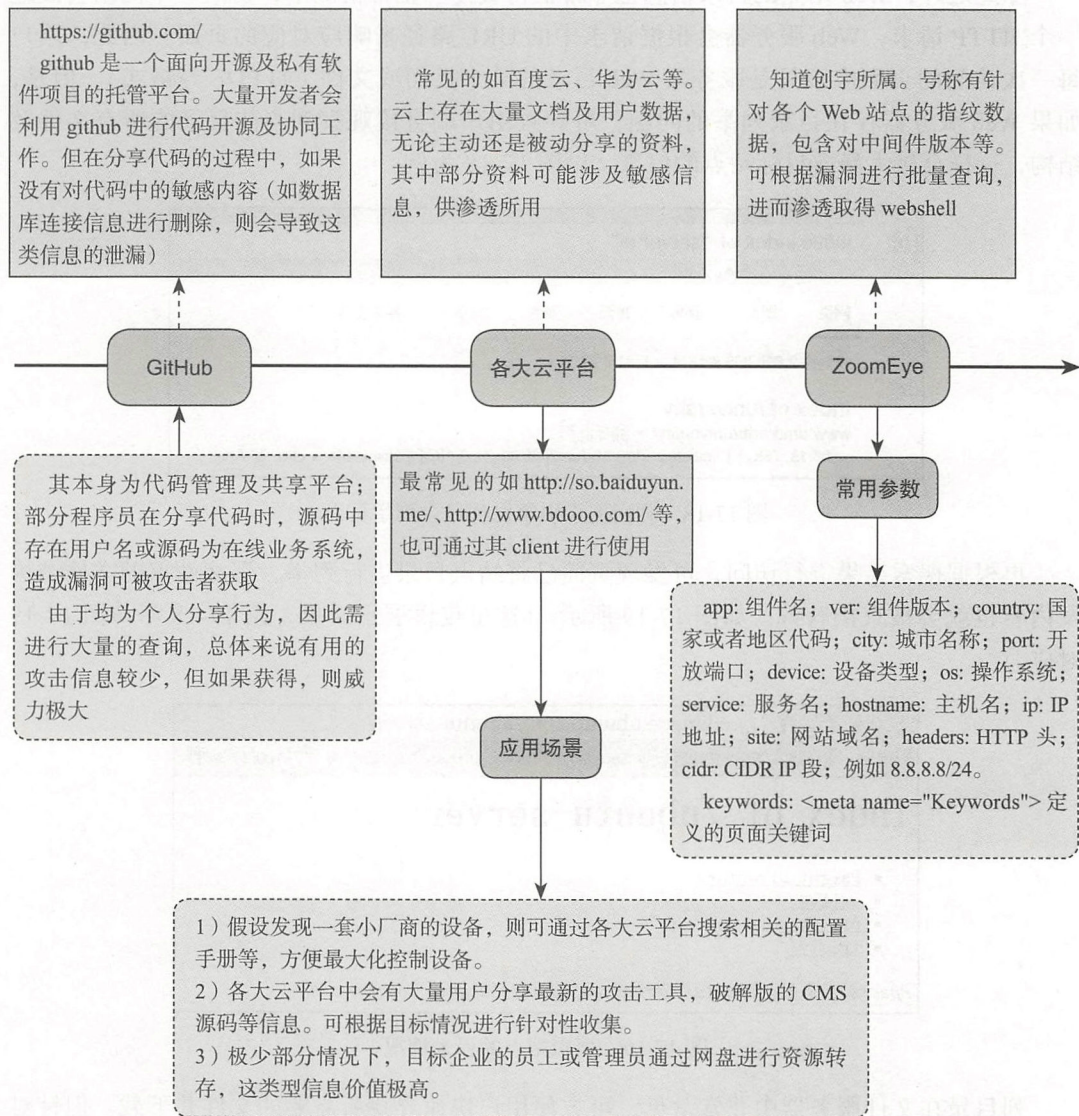 https://github.com/
github 是一个面向开源及私有软
件项目的托管平台。大量开发者会
利用 github 进行代码开源及协同工
作。但在分享代码的过程中，如果
没有对代码中的敏感内容（如数据
库连接信息进行删除，则会导致这
类信息的泄漏）
常见的如百度云、华为云等。
云上存在大量文档及用户数据，
无论主动还是被动分享的资料，
其中部分资料可能涉及敏感信
息，供渗透所用
知道创宇所属。号称有针
对各个 Web 站点的指纹数
据，包含对中间件版本等。
可根据漏洞进行批量查询，
进而渗透取得 webshell
GitHub
各大云平台
ZoomEye
其本身为代码管理及共享平台；
部分程序员在分享代码时，源码中
存在用户名或源码为在线业务系统，
造成漏洞可被攻击者获取
由于均为个人分享行为，因此需
进行大量的查询，总体来说有用的
攻击信息较少，但如果获得，则威
力极大
最常见的如 http://so.baiduyun.
me/、http://www.bdooo.com/ 等，
也可通过其 client 进行使用
常用参数
app: 组件名；ver: 组件版本；country: 国
家或者地区代码；city: 城市名称；port: 开
放端口；device: 设备类型；os: 操作系统；
service: 服务名；hostname: 主机名；ip: IP
地址；site: 网站域名；headers: HTTP 头；
cidr: CIDR IP 段；例如 8.8.8.8/24。
keywords: <meta name="Keywords"> 定
义的页面关键词
应用场景
1）假设发现一套小厂商的设备，则可通过各大云平台搜索相关的配置
手册等，方便最大化控制设备。
2）各大云平台中会有大量用户分享最新的攻击工具，破解版的 CMS
源码等信息。可根据目标情况进行针对性收集。
3）极少部分情况下，目标企业的员工或管理员通过网盘进行资源转
存，这类型信息价值极高。